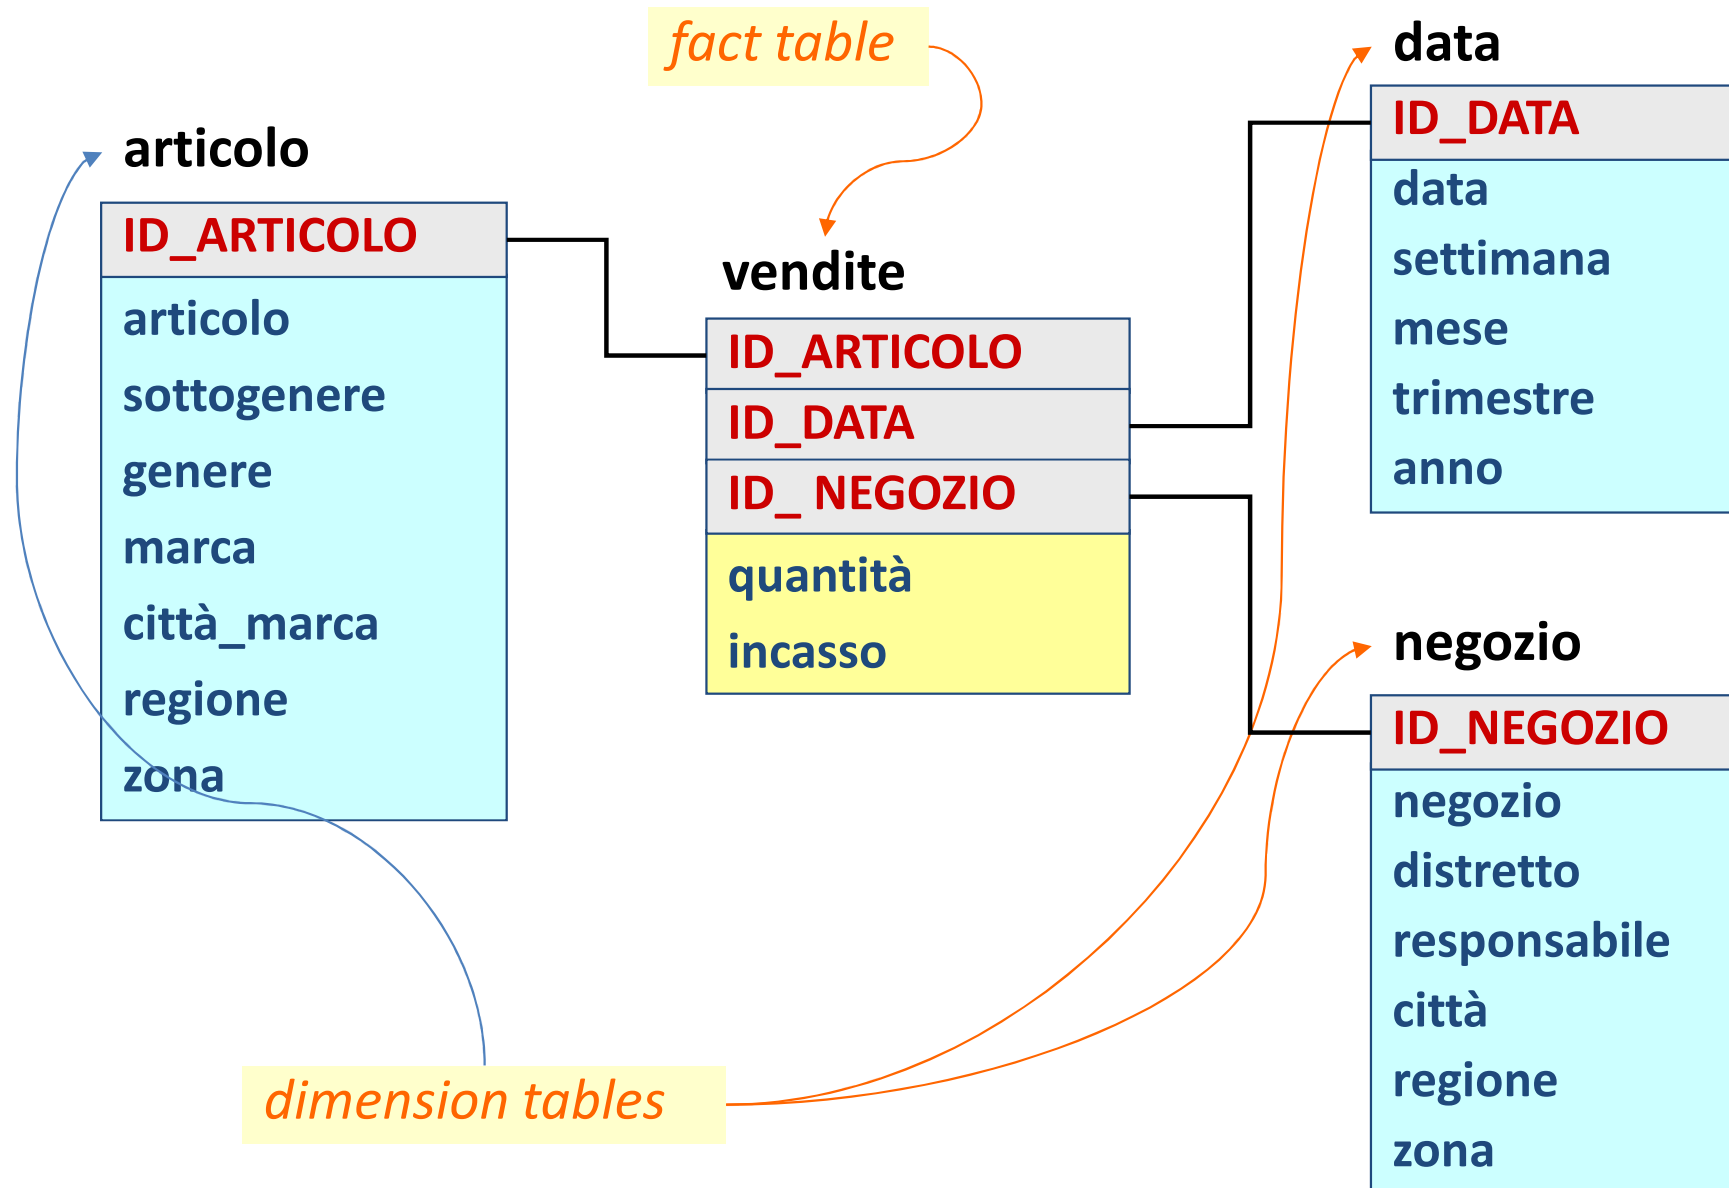 fact table
data
ID_DATA
data
settimana
mese
trimestre
anno
articolo
ID_ARTICOLO
articolo
sottogenere
genere
marca
città_marca
regione
zona
vendite
ID_ARTICOLO
ID_DATA
ID_ NEGOZIO
quantità
incasso
negozio
ID_NEGOZIO
negozio
distretto
responsabile
città
regione
zona
dimension tables